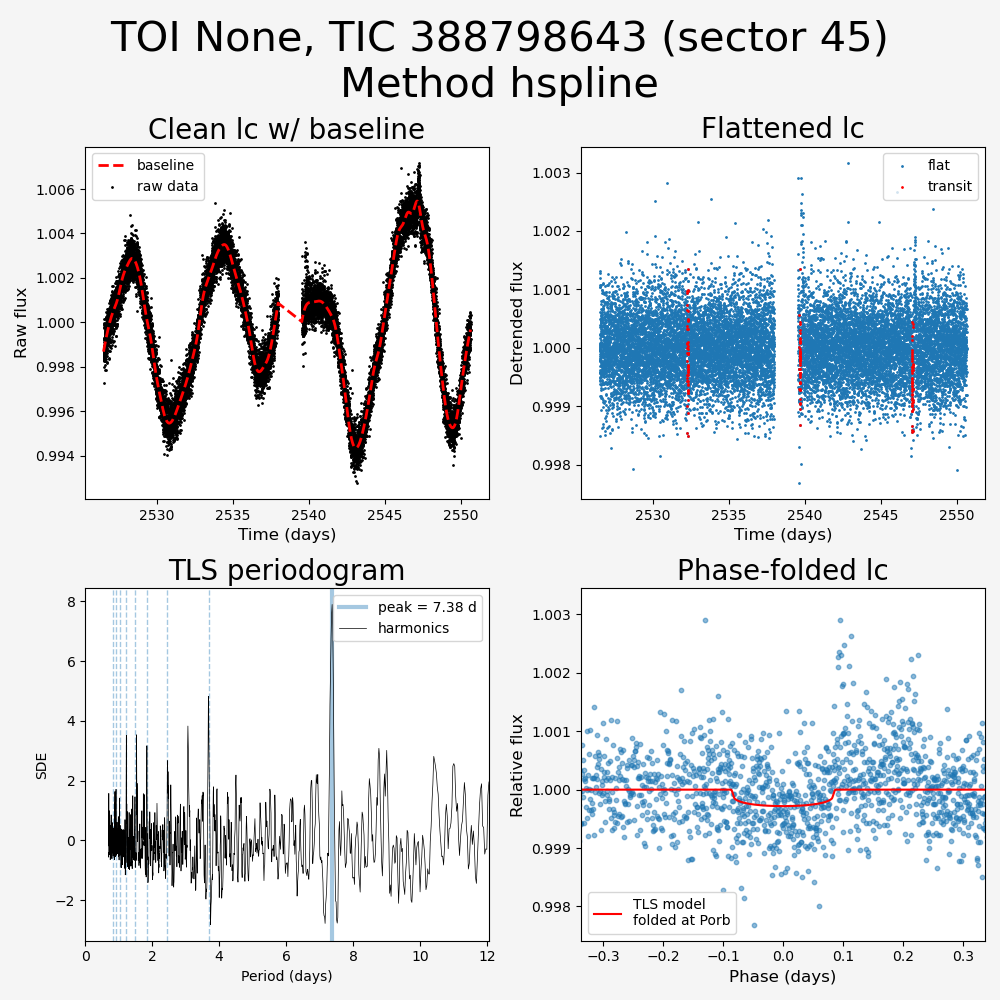 TOI None, TIC 388798643 (sector 45)
Method hspline
Clean lc w/ baseline
baseline
raw data
1.006
1.004
1.002
1.000
0.998
0.996
0.994
Raw flux
2530
2535
2540
2545
2550
Time (days)
Flattened lc
flat
transit
1.003
1.002
1.001
1.000
0.999
0.998
Detrended flux
2530
2535
2540
2545
2550
Time (days)
TLS periodogram
peak = 7.38 d
harmonics
8
6
4
2
0
−2
SDE
0
2
4
6
8
10
12
Period (days)
Phase-folded lc
1.003
1.002
1.001
1.000
0.999
0.998
Relative flux
TLS model
folded at Porb
−0.3
−0.2
−0.1
0.0
0.1
0.2
0.3
Phase (days)